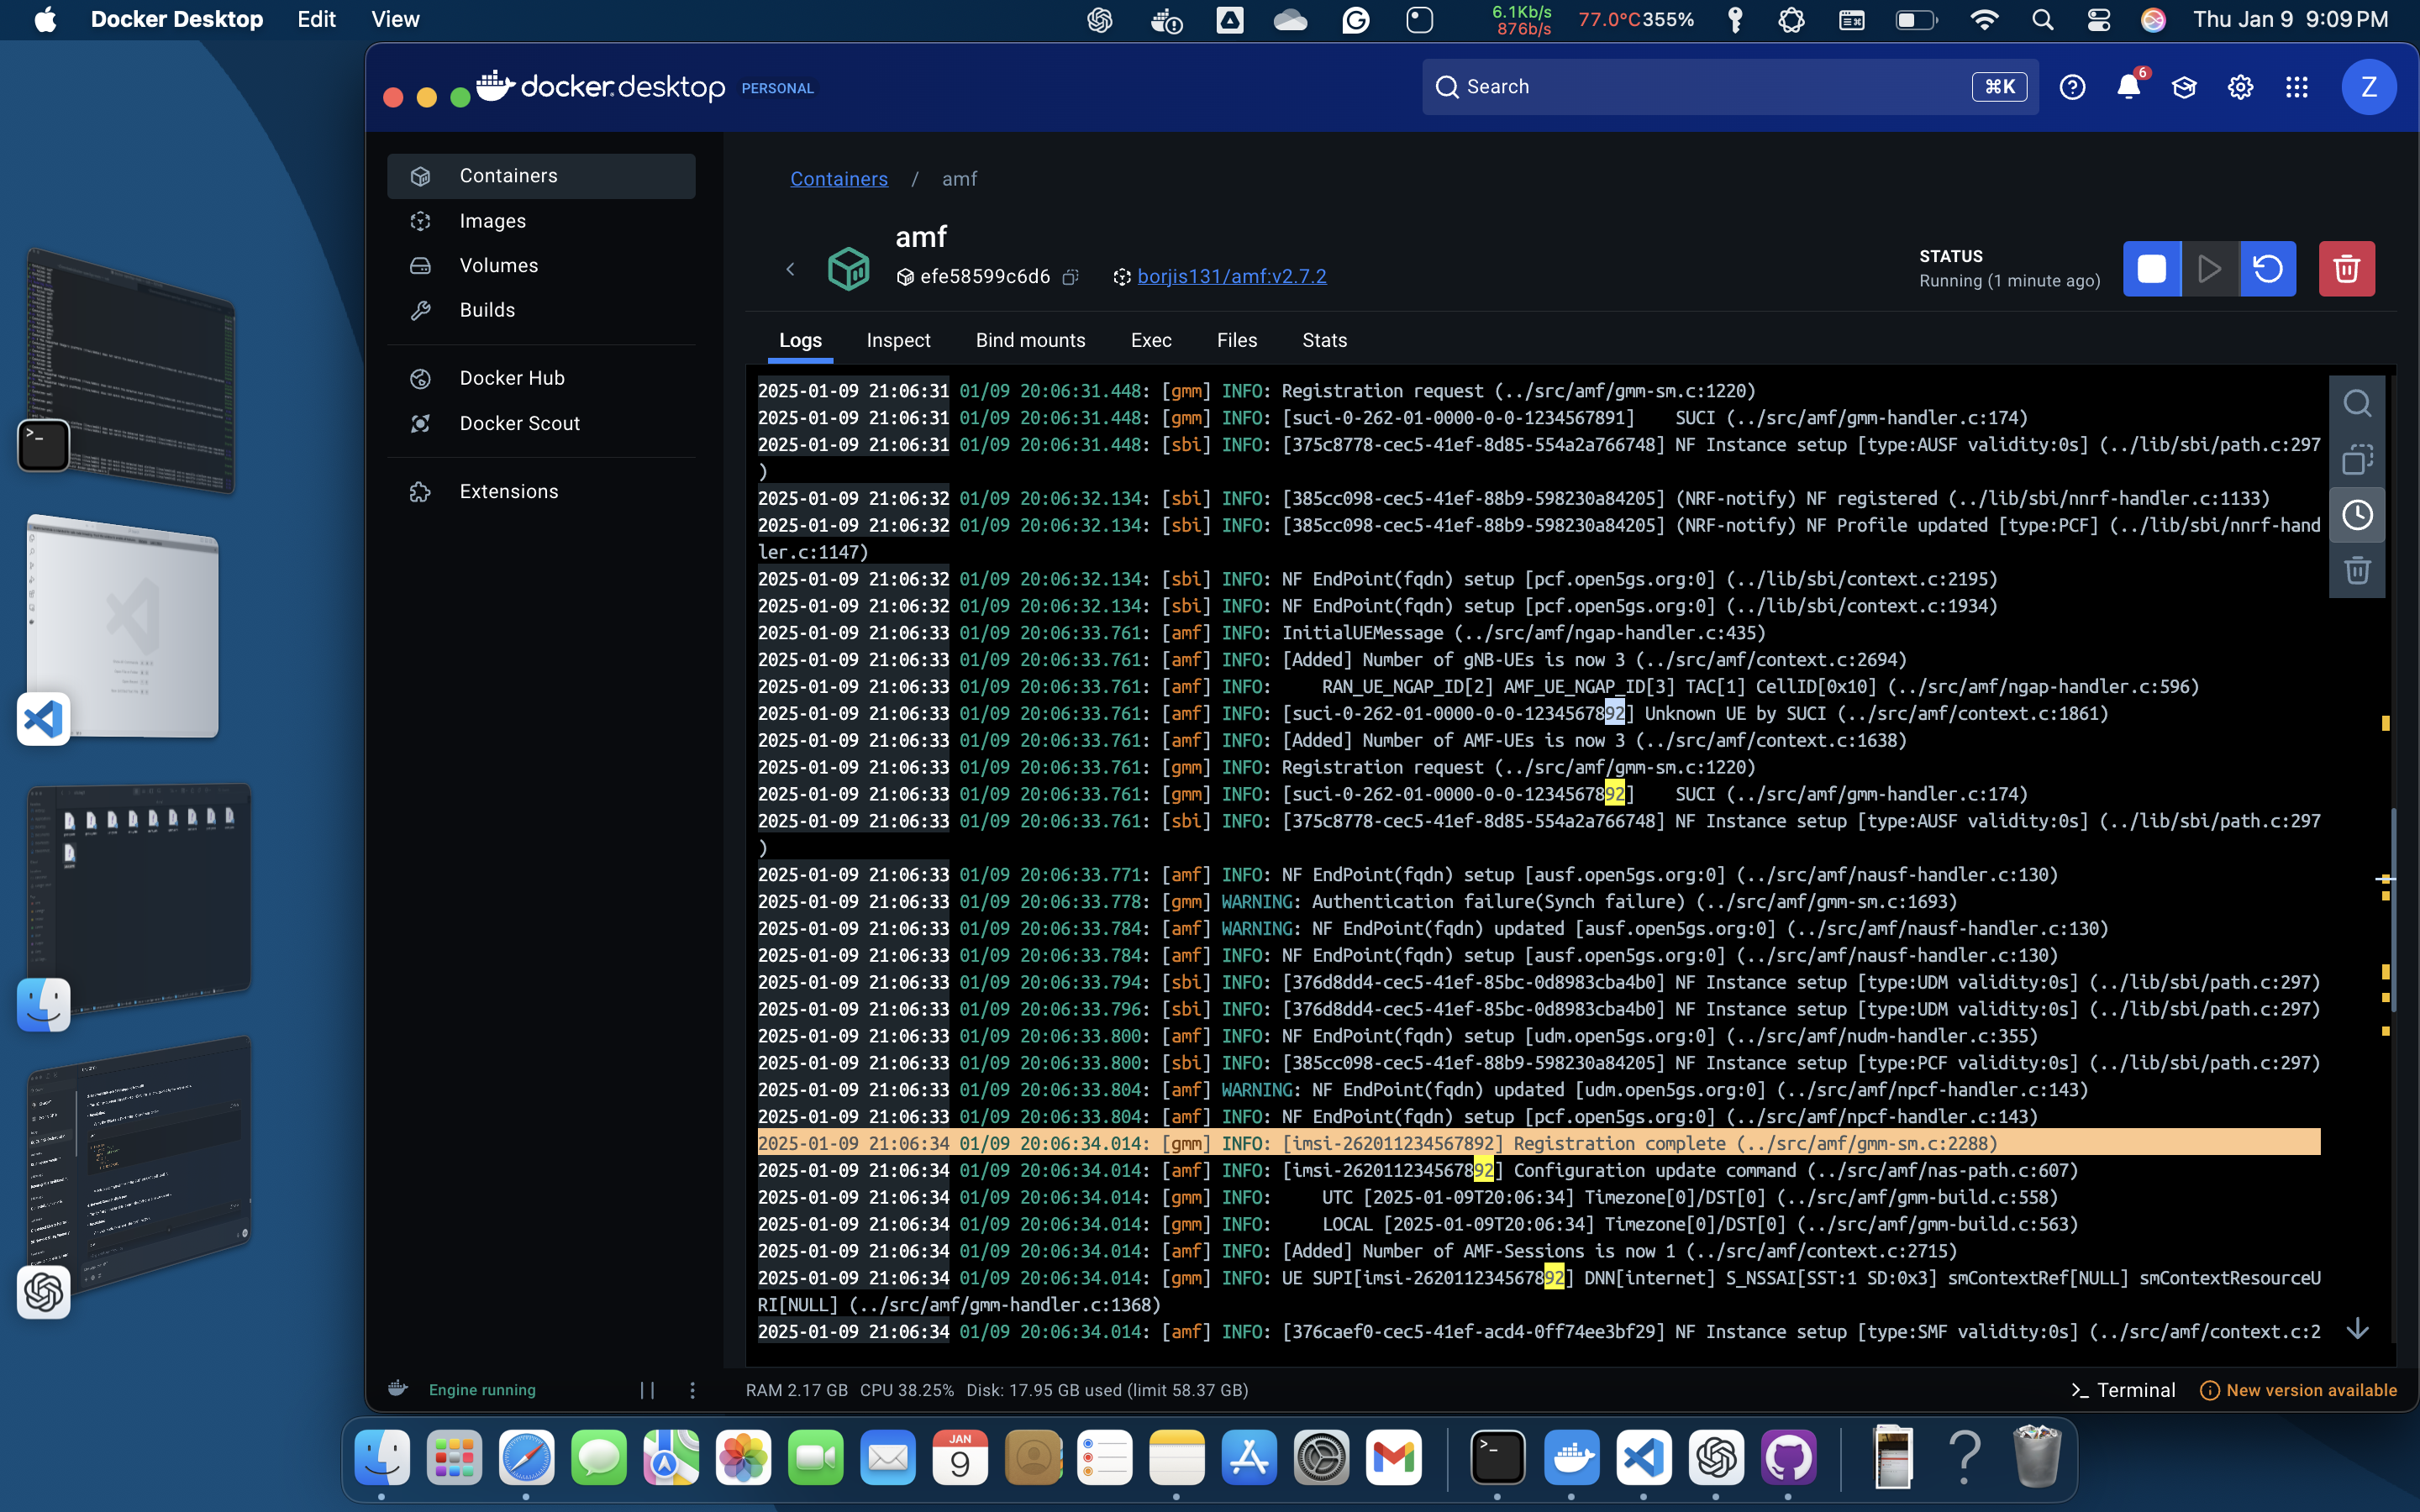 Docker Desktop Edit View 6.1Kb/s 876b/s 77.0°C 355% Thu Jan 9 9:09 PM
docker.desktop PERSONAL Search ⌘K 6 Z
Containers
Images
Volumes
Builds
Docker Hub
Docker Scout
Extensions
Containers / amf
amf
efe58599c6d6 borjis131/amf:v2.7.2
STATUS
Running (1 minute ago)
Logs Inspect Bind mounts Exec Files Stats
2025-01-09 21:06:31 01/09 20:06:31.448: [gmm] INFO: Registration request (../src/amf/gmm-sm.c:1220)
2025-01-09 21:06:31 01/09 20:06:31.448: [gmm] INFO: [suci-0-262-01-0000-0-0-1234567891] SUCI (../src/amf/gmm-handler.c:174)
2025-01-09 21:06:31 01/09 20:06:31.448: [sbi] INFO: [375c8778-cec5-41ef-8d85-554a2a766748] NF Instance setup [type:AUSF validity:0s] (../lib/sbi/path.c:297
)
2025-01-09 21:06:32 01/09 20:06:32.134: [sbi] INFO: [385cc098-cec5-41ef-88b9-598230a84205] (NRF-notify) NF registered (../lib/sbi/nnrf-handler.c:1133)
2025-01-09 21:06:32 01/09 20:06:32.134: [sbi] INFO: [385cc098-cec5-41ef-88b9-598230a84205] (NRF-notify) NF Profile updated [type:PCF] (../lib/sbi/nnrf-hand
ler.c:1147)
2025-01-09 21:06:32 01/09 20:06:32.134: [sbi] INFO: NF EndPoint(fqdn) setup [pcf.open5gs.org:0] (../lib/sbi/context.c:2195)
2025-01-09 21:06:32 01/09 20:06:32.134: [sbi] INFO: NF EndPoint(fqdn) setup [pcf.open5gs.org:0] (../lib/sbi/context.c:1934)
2025-01-09 21:06:33 01/09 20:06:33.761: [amf] INFO: InitialUEMessage (../src/amf/ngap-handler.c:435)
2025-01-09 21:06:33 01/09 20:06:33.761: [amf] INFO: [Added] Number of gNB-UEs is now 3 (../src/amf/context.c:2694)
2025-01-09 21:06:33 01/09 20:06:33.761: [amf] INFO: RAN_UE_NGAP_ID[2] AMF_UE_NGAP_ID[3] TAC[1] CellID[0x10] (../src/amf/ngap-handler.c:596)
2025-01-09 21:06:33 01/09 20:06:33.761: [amf] INFO: [suci-0-262-01-0000-0-0-1234567892] Unknown UE by SUCI (../src/amf/context.c:1861)
2025-01-09 21:06:33 01/09 20:06:33.761: [amf] INFO: [Added] Number of AMF-UEs is now 3 (../src/amf/context.c:1638)
2025-01-09 21:06:33 01/09 20:06:33.761: [gmm] INFO: Registration request (../src/amf/gmm-sm.c:1220)
2025-01-09 21:06:33 01/09 20:06:33.761: [gmm] INFO: [suci-0-262-01-0000-0-0-1234567892] SUCI (../src/amf/gmm-handler.c:174)
2025-01-09 21:06:33 01/09 20:06:33.761: [sbi] INFO: [375c8778-cec5-41ef-8d85-554a2a766748] NF Instance setup [type:AUSF validity:0s] (../lib/sbi/path.c:297
)
2025-01-09 21:06:33 01/09 20:06:33.771: [amf] INFO: NF EndPoint(fqdn) setup [ausf.open5gs.org:0] (../src/amf/nausf-handler.c:130)
2025-01-09 21:06:33 01/09 20:06:33.778: [gmm] WARNING: Authentication failure(Synch failure) (../src/amf/gmm-sm.c:1693)
2025-01-09 21:06:33 01/09 20:06:33.784: [amf] WARNING: NF EndPoint(fqdn) updated [ausf.open5gs.org:0] (../src/amf/nausf-handler.c:130)
2025-01-09 21:06:33 01/09 20:06:33.784: [amf] INFO: NF EndPoint(fqdn) setup [ausf.open5gs.org:0] (../src/amf/nausf-handler.c:130)
2025-01-09 21:06:33 01/09 20:06:33.794: [sbi] INFO: [376d8dd4-cec5-41ef-85bc-0d8983cba4b0] NF Instance setup [type:UDM validity:0s] (../lib/sbi/path.c:297)
2025-01-09 21:06:33 01/09 20:06:33.796: [sbi] INFO: [376d8dd4-cec5-41ef-85bc-0d8983cba4b0] NF Instance setup [type:UDM validity:0s] (../lib/sbi/path.c:297)
2025-01-09 21:06:33 01/09 20:06:33.800: [amf] INFO: NF EndPoint(fqdn) setup [udm.open5gs.org:0] (../src/amf/nudm-handler.c:355)
2025-01-09 21:06:33 01/09 20:06:33.800: [sbi] INFO: [385cc098-cec5-41ef-88b9-598230a84205] NF Instance setup [type:PCF validity:0s] (../lib/sbi/path.c:297)
2025-01-09 21:06:33 01/09 20:06:33.804: [amf] WARNING: NF EndPoint(fqdn) updated [udm.open5gs.org:0] (../src/amf/npcf-handler.c:143)
2025-01-09 21:06:33 01/09 20:06:33.804: [amf] INFO: NF EndPoint(fqdn) setup [pcf.open5gs.org:0] (../src/amf/npcf-handler.c:143)
2025-01-09 21:06:34 01/09 20:06:34.014: [gmm] INFO: [imsi-262011234567892] Registration complete (../src/amf/gmm-sm.c:2288)
2025-01-09 21:06:34 01/09 20:06:34.014: [amf] INFO: [imsi-262011234567892] Configuration update command (../src/amf/nas-path.c:607)
2025-01-09 21:06:34 01/09 20:06:34.014: [gmm] INFO: UTC [2025-01-09T20:06:34] Timezone[0]/DST[0] (../src/amf/gmm-build.c:558)
2025-01-09 21:06:34 01/09 20:06:34.014: [gmm] INFO: LOCAL [2025-01-09T20:06:34] Timezone[0]/DST[0] (../src/amf/gmm-build.c:563)
2025-01-09 21:06:34 01/09 20:06:34.014: [amf] INFO: [Added] Number of AMF-Sessions is now 1 (../src/amf/context.c:2715)
2025-01-09 21:06:34 01/09 20:06:34.014: [gmm] INFO: UE SUPI[imsi-262011234567892] DNN[internet] S_NSSAI[SST:1 SD:0x3] smContextRef[NULL] smContextResourceU
RI[NULL] (../src/amf/gmm-handler.c:1368)
2025-01-09 21:06:34 01/09 20:06:34.014: [amf] INFO: [376caef0-cec5-41ef-acd4-0ff74ee3bf29] NF Instance setup [type:SMF validity:0s] (../src/amf/context.c:2
Engine running RAM 2.17 GB CPU 38.25% Disk: 17.95 GB used (limit 58.37 GB) Terminal New version available
JAN
9